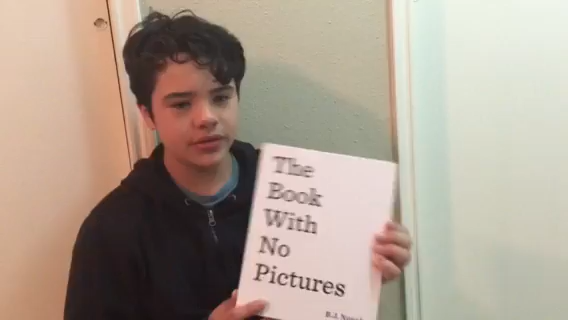 The
Book
With
No
Pictures
B.J.